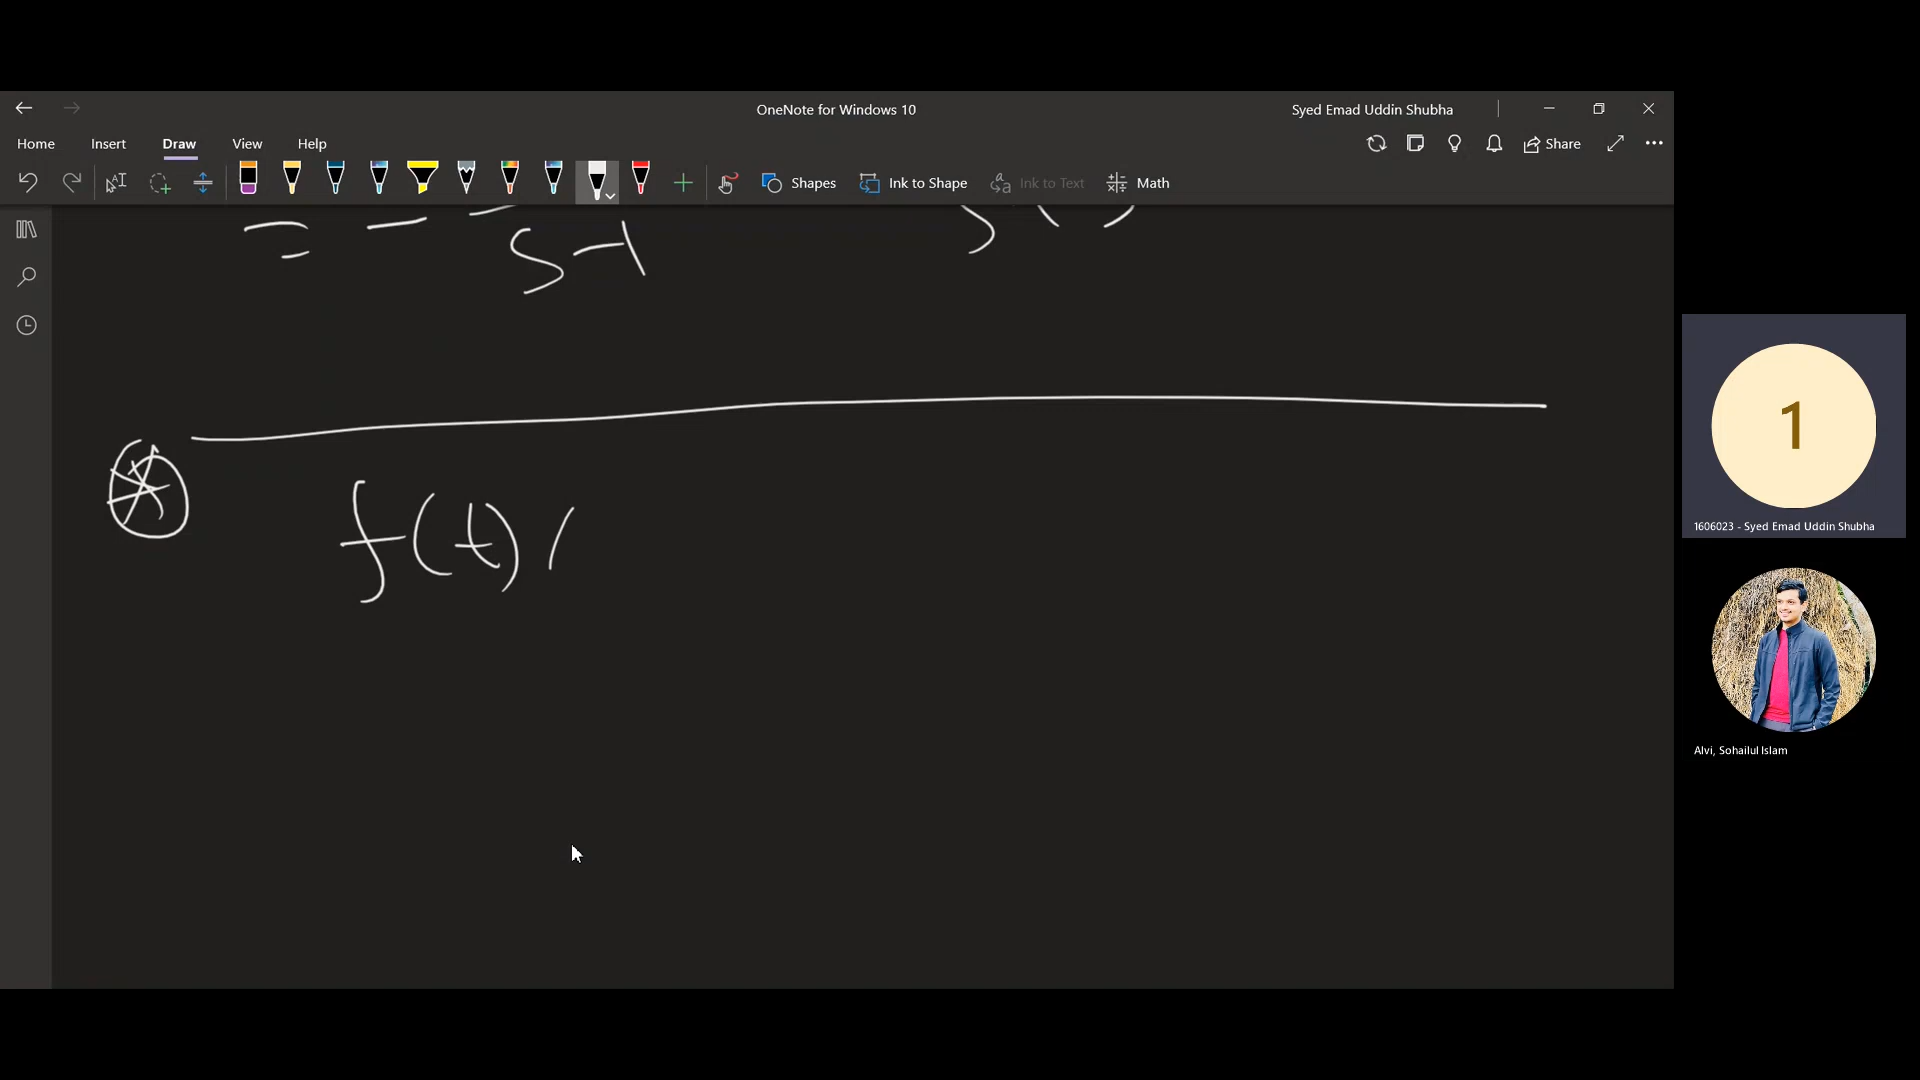 OneNote for Windows 10
Syed Emad Uddin Shubha
Home Insert Draw View Help
Share
Shapes Ink to Shape Ink to Text Math
= -
s-1
f(t)
1
1606023 - Syed Emad Uddin Shubha
Alvi, Sohailul Islam